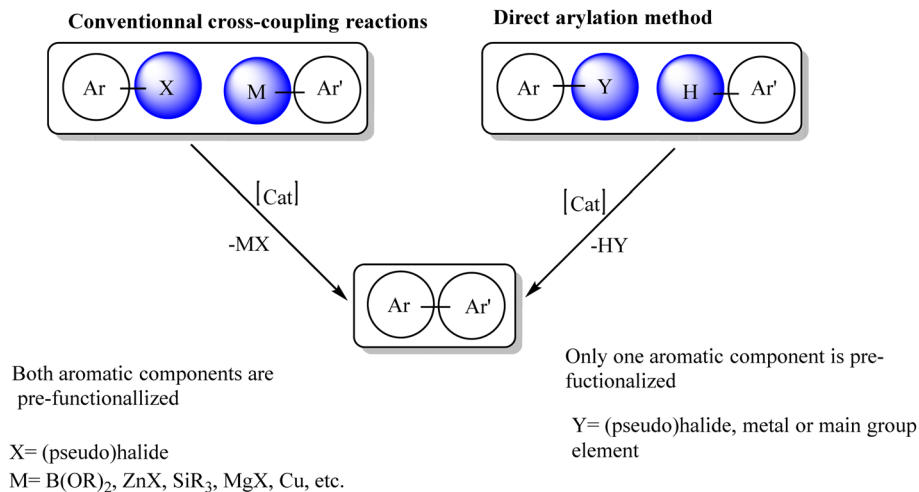 Conventionnal cross-coupling reactions
Direct arylation method
Ar X M Ar'
Ar Y H Ar'
[Cat]
-MX
[Cat]
-HY
Ar Ar'
Both aromatic components are
pre-functionallized
X= (pseudo)halide
M= B(OR)2, ZnX, SiR3, MgX, Cu, etc.
Only one aromatic component is pre-
fuctionalized
Y= (pseudo)halide, metal or main group
element